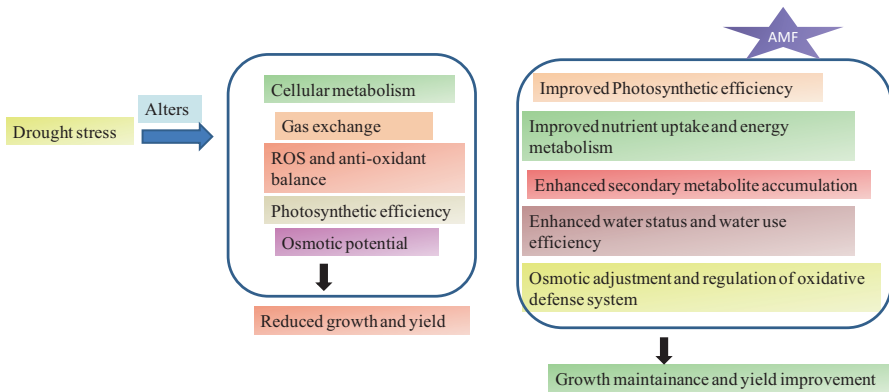 Drought stress
Alters
Cellular metabolism
Gas exchange
ROS and anti-oxidant
balance
Photosynthetic efficiency
Osmotic potential
Reduced growth and yield
AMF
Improved Photosynthetic efficiency
Improved nutrient uptake and energy
metabolism
Enhanced secondary metabolite accumulation
Enhanced water status and water use
efficiency
Osmotic adjustment and regulation of oxidative
defense system
Growth maintainance and yield improvement